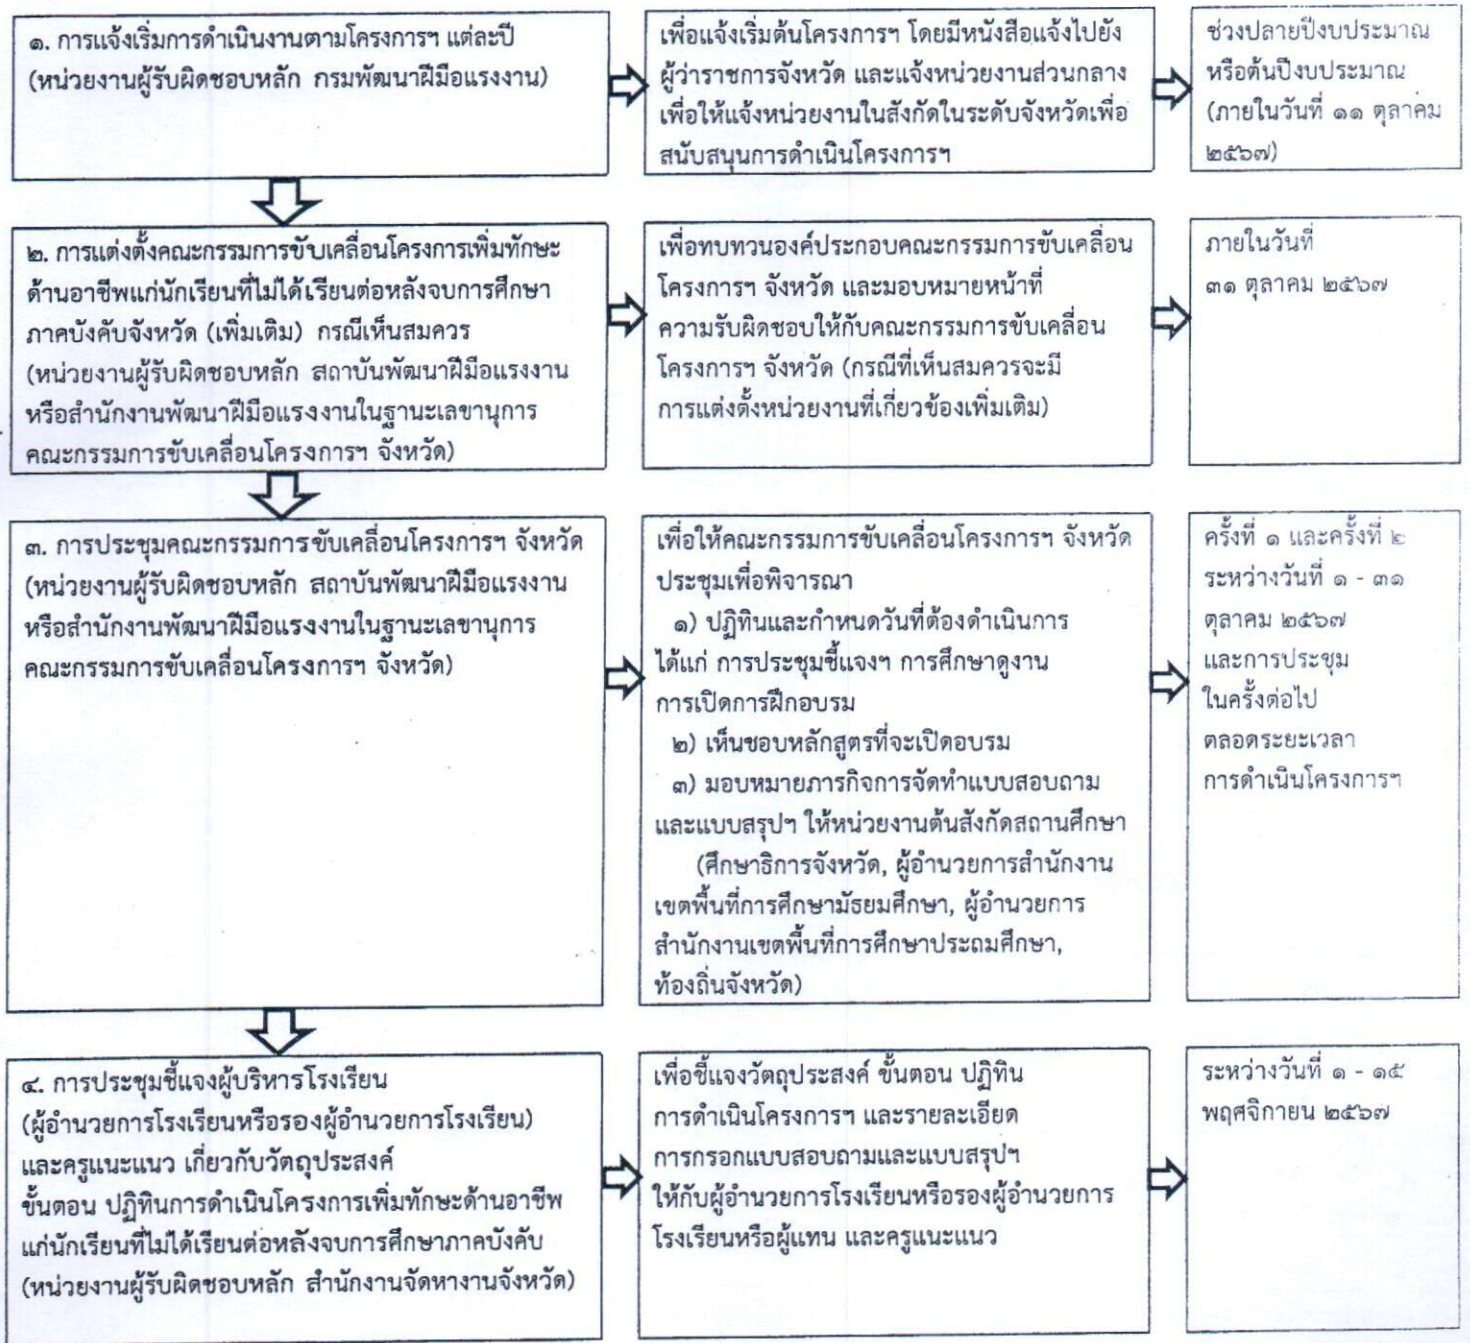 ๑. การแจ้งเริ่มการดำเนินงานตามโครงการฯ แต่ละปี
(หน่วยงานผู้รับผิดชอบหลัก กรมพัฒนาฝีมือแรงงาน)
เพื่อแจ้งเริ่มต้นโครงการฯ โดยมีหนังสือแจ้งไปยัง
ผู้ว่าราชการจังหวัด และแจ้งหน่วยงานส่วนกลาง
เพื่อให้แจ้งหน่วยงานในสังกัดในระดับจังหวัดเพื่อ
สนับสนุนการดำเนินโครงการฯ
ช่วงปลายปีงบประมาณ
หรือต้นปีงบประมาณ
(ภายในวันที่ ๑๑ ตุลาคม
๒๕๖๗)
๒. การแต่งตั้งคณะกรรมการขับเคลื่อนโครงการเพิ่มทักษะ
ด้านอาชีพแก่นักเรียนที่ไม่ได้เรียนต่อหลังจบการศึกษา
ภาคบังคับจังหวัด (เพิ่มเติม) กรณีเห็นสมควร
(หน่วยงานผู้รับผิดชอบหลัก สถาบันพัฒนาฝีมือแรงงาน
หรือสำนักงานพัฒนาฝีมือแรงงานในฐานะเลขานุการ
คณะกรรมการขับเคลื่อนโครงการฯ จังหวัด)
เพื่อทบทวนองค์ประกอบคณะกรรมการขับเคลื่อน
โครงการฯ จังหวัด และมอบหมายหน้าที่
ความรับผิดชอบให้กับคณะกรรมการขับเคลื่อน
โครงการฯ จังหวัด (กรณีที่เห็นสมควรจะมี
การแต่งตั้งหน่วยงานที่เกี่ยวข้องเพิ่มเติม)
ภายในวันที่
๓๑ ตุลาคม ๒๕๖๗
๓. การประชุมคณะกรรมการขับเคลื่อนโครงการฯ จังหวัด
(หน่วยงานผู้รับผิดชอบหลัก สถาบันพัฒนาฝีมือแรงงาน
หรือสำนักงานพัฒนาฝีมือแรงงานในฐานะเลขานุการ
คณะกรรมการขับเคลื่อนโครงการฯ จังหวัด)
เพื่อให้คณะกรรมการขับเคลื่อนโครงการฯ จังหวัด
ประชุมเพื่อพิจารณา
๑) ปฏิทินและกำหนดวันที่ต้องดำเนินการ
ได้แก่ การประชุมชี้แจงฯ การศึกษาดูงาน
การเปิดการฝึกอบรม
๒) เห็นชอบหลักสูตรที่จะเปิดอบรม
๓) มอบหมายภารกิจการจัดทำแบบสอบถาม
และแบบสรุปฯ ให้หน่วยงานต้นสังกัดสถานศึกษา
(ศึกษาธิการจังหวัด, ผู้อำนวยการสำนักงาน
เขตพื้นที่การศึกษามัธยมศึกษา, ผู้อำนวยการ
สำนักงานเขตพื้นที่การศึกษาประถมศึกษา,
ท้องถิ่นจังหวัด)
ครั้งที่ ๑ และครั้งที่ ๒
ระหว่างวันที่ ๑ - ๓๑
ตุลาคม ๒๕๖๗
และการประชุม
ในครั้งต่อไป
ตลอดระยะเวลา
การดำเนินโครงการฯ
๔. การประชุมชี้แจงผู้บริหารโรงเรียน
(ผู้อำนวยการโรงเรียนหรือรองผู้อำนวยการโรงเรียน)
และครูแนะแนว เกี่ยวกับวัตถุประสงค์
ขั้นตอน ปฏิทินการดำเนินโครงการเพิ่มทักษะด้านอาชีพ
แก่นักเรียนที่ไม่ได้เรียนต่อหลังจบการศึกษาภาคบังคับ
(หน่วยงานผู้รับผิดชอบหลัก สำนักงานจัดหางานจังหวัด)
เพื่อชี้แจงวัตถุประสงค์ ขั้นตอน ปฏิทิน
การดำเนินโครงการฯ และรายละเอียด
การกรอกแบบสอบถามและแบบสรุปฯ
ให้กับผู้อำนวยการโรงเรียนหรือรองผู้อำนวยการ
โรงเรียนหรือผู้แทน และครูแนะแนว
ระหว่างวันที่ ๑ - ๑๕
พฤศจิกายน ๒๕๖๗